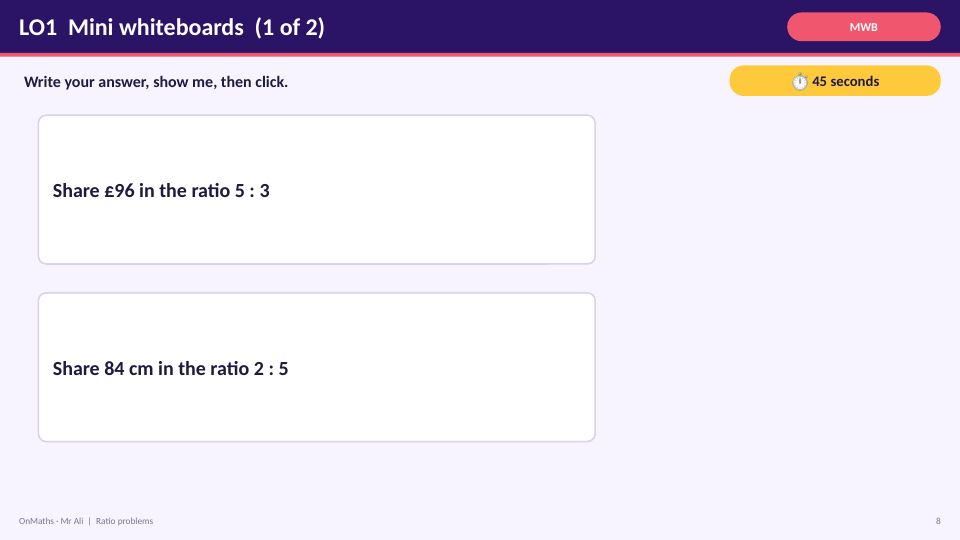 LO1  Mini whiteboards  (1 of 2)
MWB
Write your answer, show me, then click.
⏱️ 45 seconds
Share £96 in the ratio 5 : 3
Share 84 cm in the ratio 2 : 5
OnMaths - Mr Ali  |  Ratio problems
8